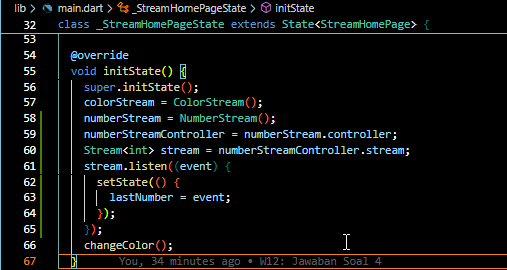 lib > main.dart > _StreamHomePageState > initState
32 class _StreamHomePageState extends State<StreamHomePage> {
53
54
55 @override
55 void initState() {
56 super.initState();
57 colorStream = ColorStream();
58 numberStream = NumberStream();
59 numberStreamController = numberStream.controller;
60 Stream<int> stream = numberStreamController.stream;
61 stream.listen((event) {
62 setState(() {
63 lastNumber = event;
64 });
65 });
66 changeColor();
67 } You, 34 minutes ago • W12: Jawaban Soal 4